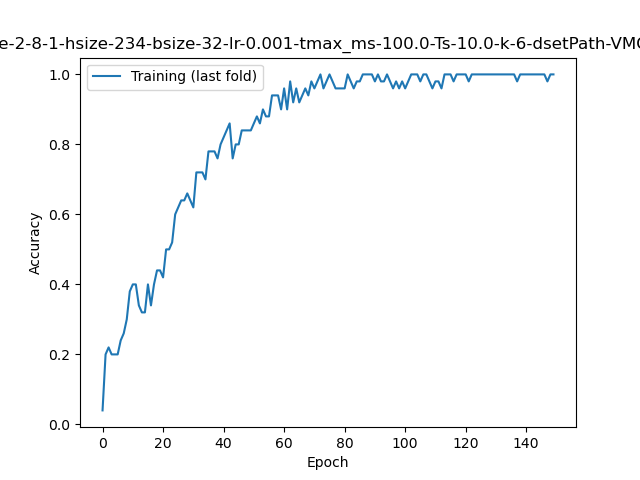 e-2-8-1-hsize-234-bsize-32-lr-0.001-tmax_ms-100.0-Ts-10.0-k-6-dsetPath-VMC
Training (last fold)
1.0
0.8
0.6
0.4
0.2
0.0
Accuracy
0 20 40 60 80 100 120 140
Epoch